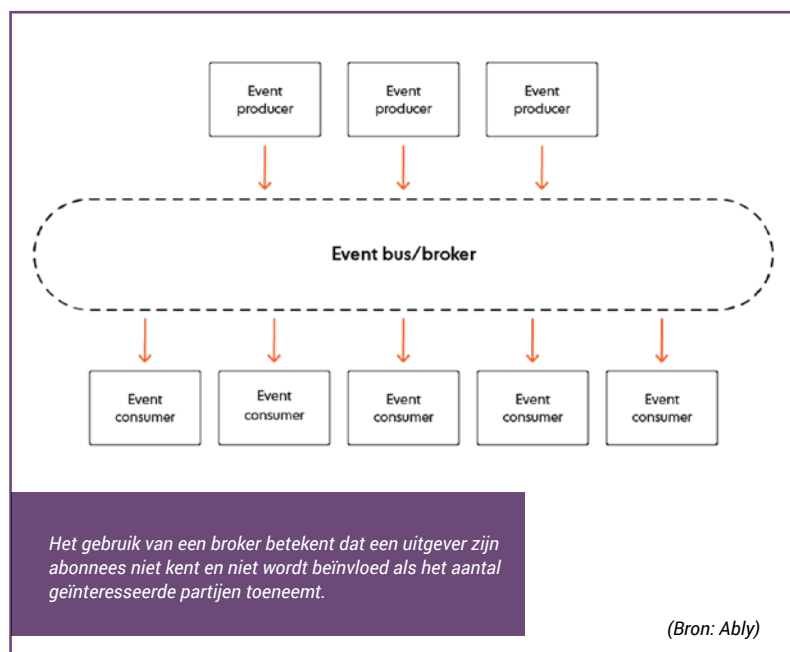 Event
producer
Event
producer
Event
producer
Event bus/broker
Event
consumer
Event
consumer
Event
consumer
Event
consumer
Event
consumer
Het gebruik van een broker betekent dat een uitgever zijn
abonnees niet kent en niet wordt beïnvloed als het aantal
geïnteresseerde partijen toeneemt.
(Bron: Ably)